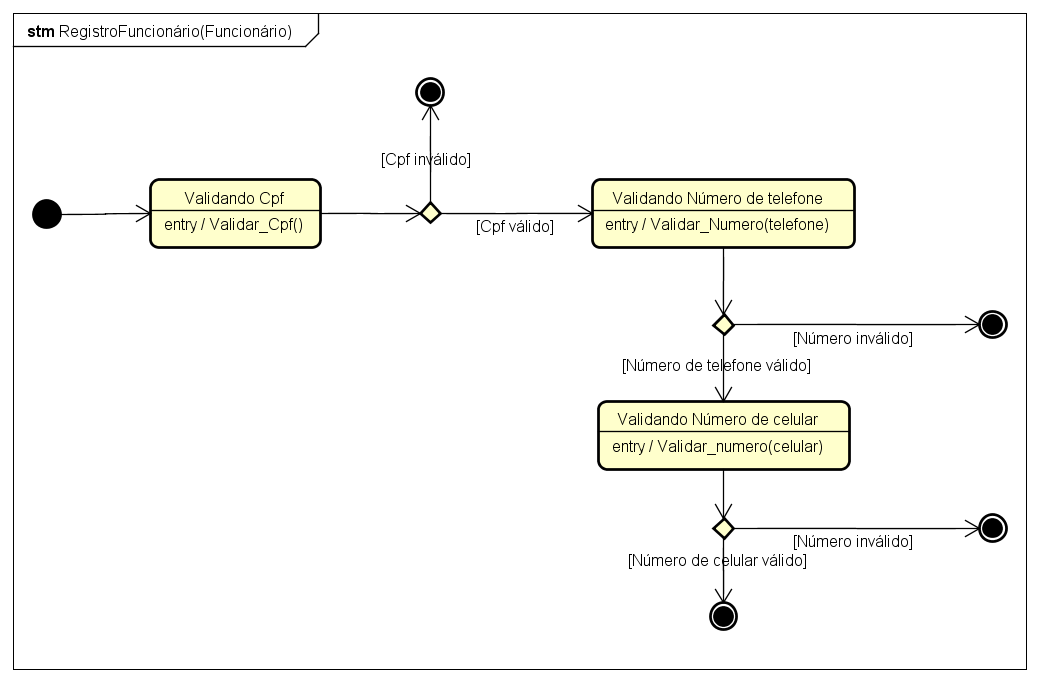 stm RegistroFuncionário(Funcionário)
[Cpf inválido]
Validando Cpf
entry / Validar_Cpf()
[Cpf válido]
Validando Número de telefone
entry / Validar_Numero(telefone)
[Número inválido]
[Número de telefone válido]
Validando Número de celular
entry / Validar_numero(celular)
[Número inválido]
[Número de celular válido]